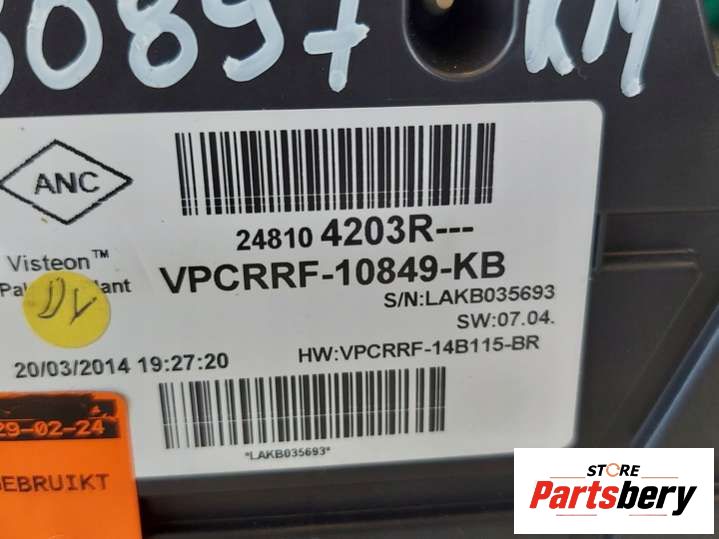 KM
ANC
24810 4203R---
Visteon™
VPCRRF-10849-KB
S/N:LAKB035693
SW:07.04.
20/03/2014 19:27:20
HW:VPCRRF-14B115-BR
29-02-24
*LAKB035693*
GEBRUIKT
STORE
Partsbery